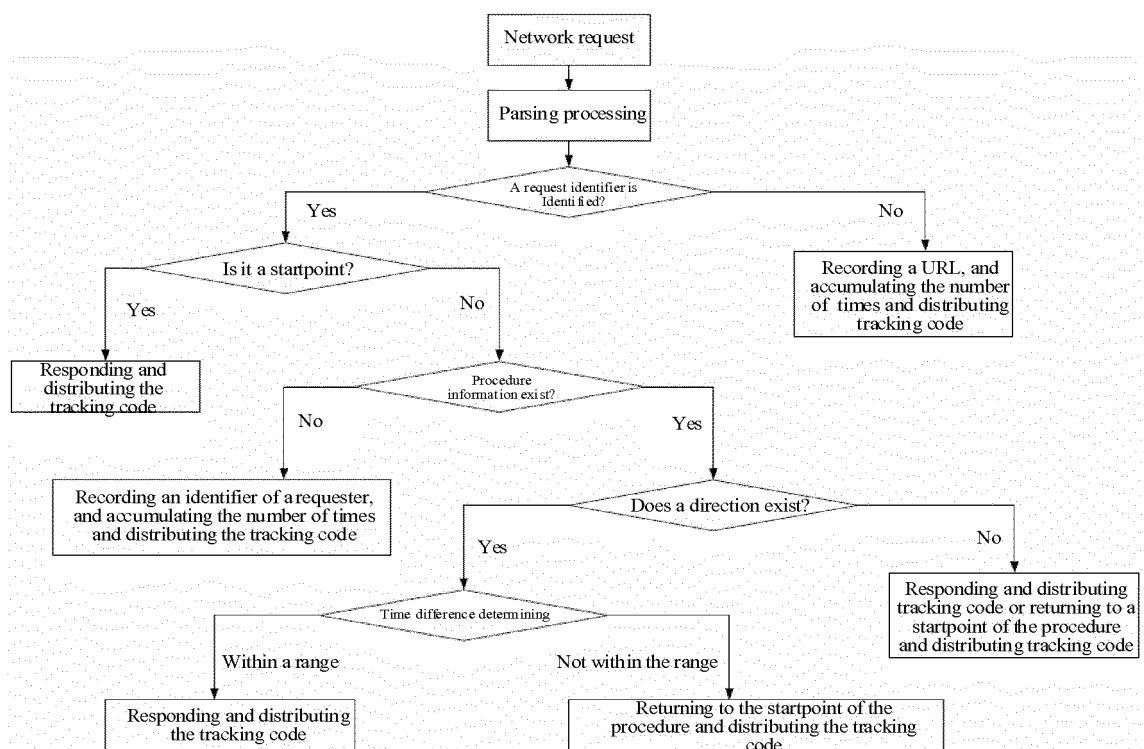 Network request
Parsing processing
A request identifier is
Identified?
Yes
No
Is it a startpoint?
Recording a URL, and
accumulating the number
of times and distributing
tracking code
Yes
No
Responding and
distributing the
tracking code
Procedure
information exist?
No
Yes
Recording an identifier of a requester,
and accumulating the number of times
and distributing the tracking code
Does a direction exist?
Yes
No
Responding and distributing
tracking code or returning to a
startpoint of the procedure
and distributing tracking code
Time difference determining
Within a range
Not within the range
Responding and distributing
the tracking code
Returning to the startpoint of the
procedure and distributing the tracking
code